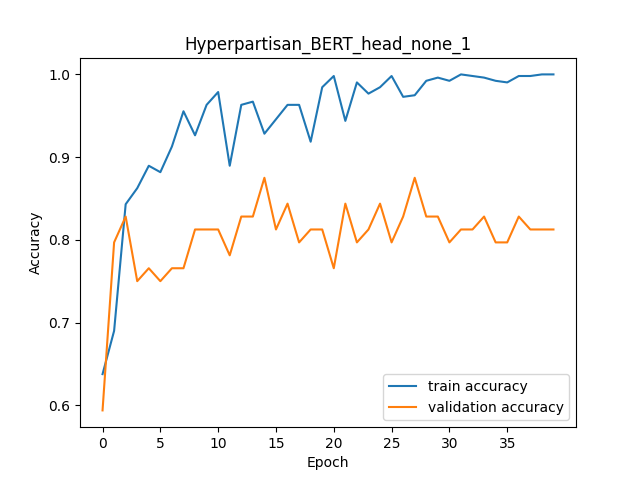 Hyperpartisan_BERT_head_none_1
1.0
0.9
0.8
0.7
0.6
Accuracy
train accuracy
validation accuracy
0 5 10 15 20 25 30 35
Epoch